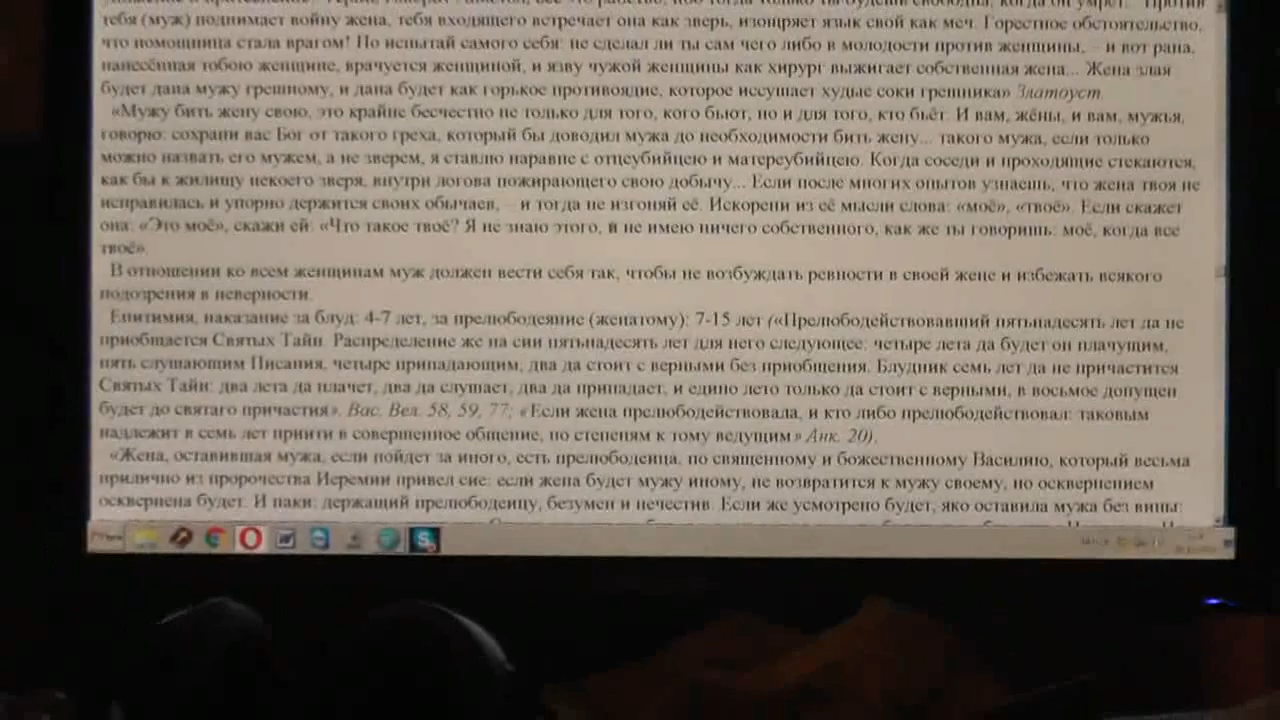 тебя (муж) поднимает войну жена, тебя входящего встречает она как зверь, изощряет язык свой как меч. Горестное обстоятельство,
что помощница стала врагом! Но испытай самого себя: не сделал ли ты сам чего либо в молодости против женщины, – и вот рана,
нанесённая тобою женщине, врачуется женщиной, и язву чужой женщины как хирург выжигает собственная жена... Жена злая
будет дана мужу грешному, и дана будет как горькое противоядие, которое иссушает худые соки грешника» Златоуст.
«Мужу бить жену свою, это крайне бесчестно не только для того, кого бьют, но и для того, кто бьёт. И вам, жёны, и вам, мужья,
говорю: сохрани вас Бог от такого греха, который бы доводил мужа до необходимости бить жену... такого мужа, если только
можно назвать его мужем, а не зверем, я ставлю наравне с отцеубийцею и матереубийцею. Когда соседи и проходящие стекаются,
как бы к жилищу некоего зверя, внутри логова пожирающего свою добычу... Если после многих опытов узнаешь, что жена твоя не
исправилась и упорно держится своих обычаев, – и тогда не изгоняй её. Искорени из её мысли слова: «моё», «твоё». Если скажет
она: «Это моё», скажи ей: «Что такое твоё? Я не знаю этого, я не имею ничего собственного, как же ты говоришь: моё, когда все
твоё».
В отношении ко всем женщинам муж должен вести себя так, чтобы не возбуждать ревности в своей жене и избежать всякого
подозрения в неверности.
Епитимия, наказание за блуд: 4-7 лет, за прелюбодеяние (женатому): 7-15 лет («Прелюбодействовавший пятьнадесять лет да не
приобщается Святых Тайн. Распределение же на сии пятьнадесять лет для него следующее: четыре лета да будет он плачущим,
пять слушающим Писания, четыре припадающим, два да стоит с верными без приобщения. Блудник семь лет да не причастится
Святых Тайн: два лета да плачет, два да слушает, два да припадает, и едино лето только да стоит с верными, в восьмое допущен
будет до святаго причастия». Вас. Вел. 58, 59, 77; «Если жена прелюбодействовала, и кто либо прелюбодействовал: таковым
надлежит в семь лет прийти в совершенное общение, по степеням к тому ведущим» Анк. 20).
«Жена, оставившая мужа, если пойдет за иного, есть прелюбодеица, по священному и божественному Василию, который весьма
прилично из пророчества Иеремии привел сие: если жена будет мужу иному, не возвратится к мужу своему, но осквернением
осквернена будет. И паки: держащий прелюбодеицу, безумен и нечестив. Если же усмотрено будет, яко оставила мужа без вины: